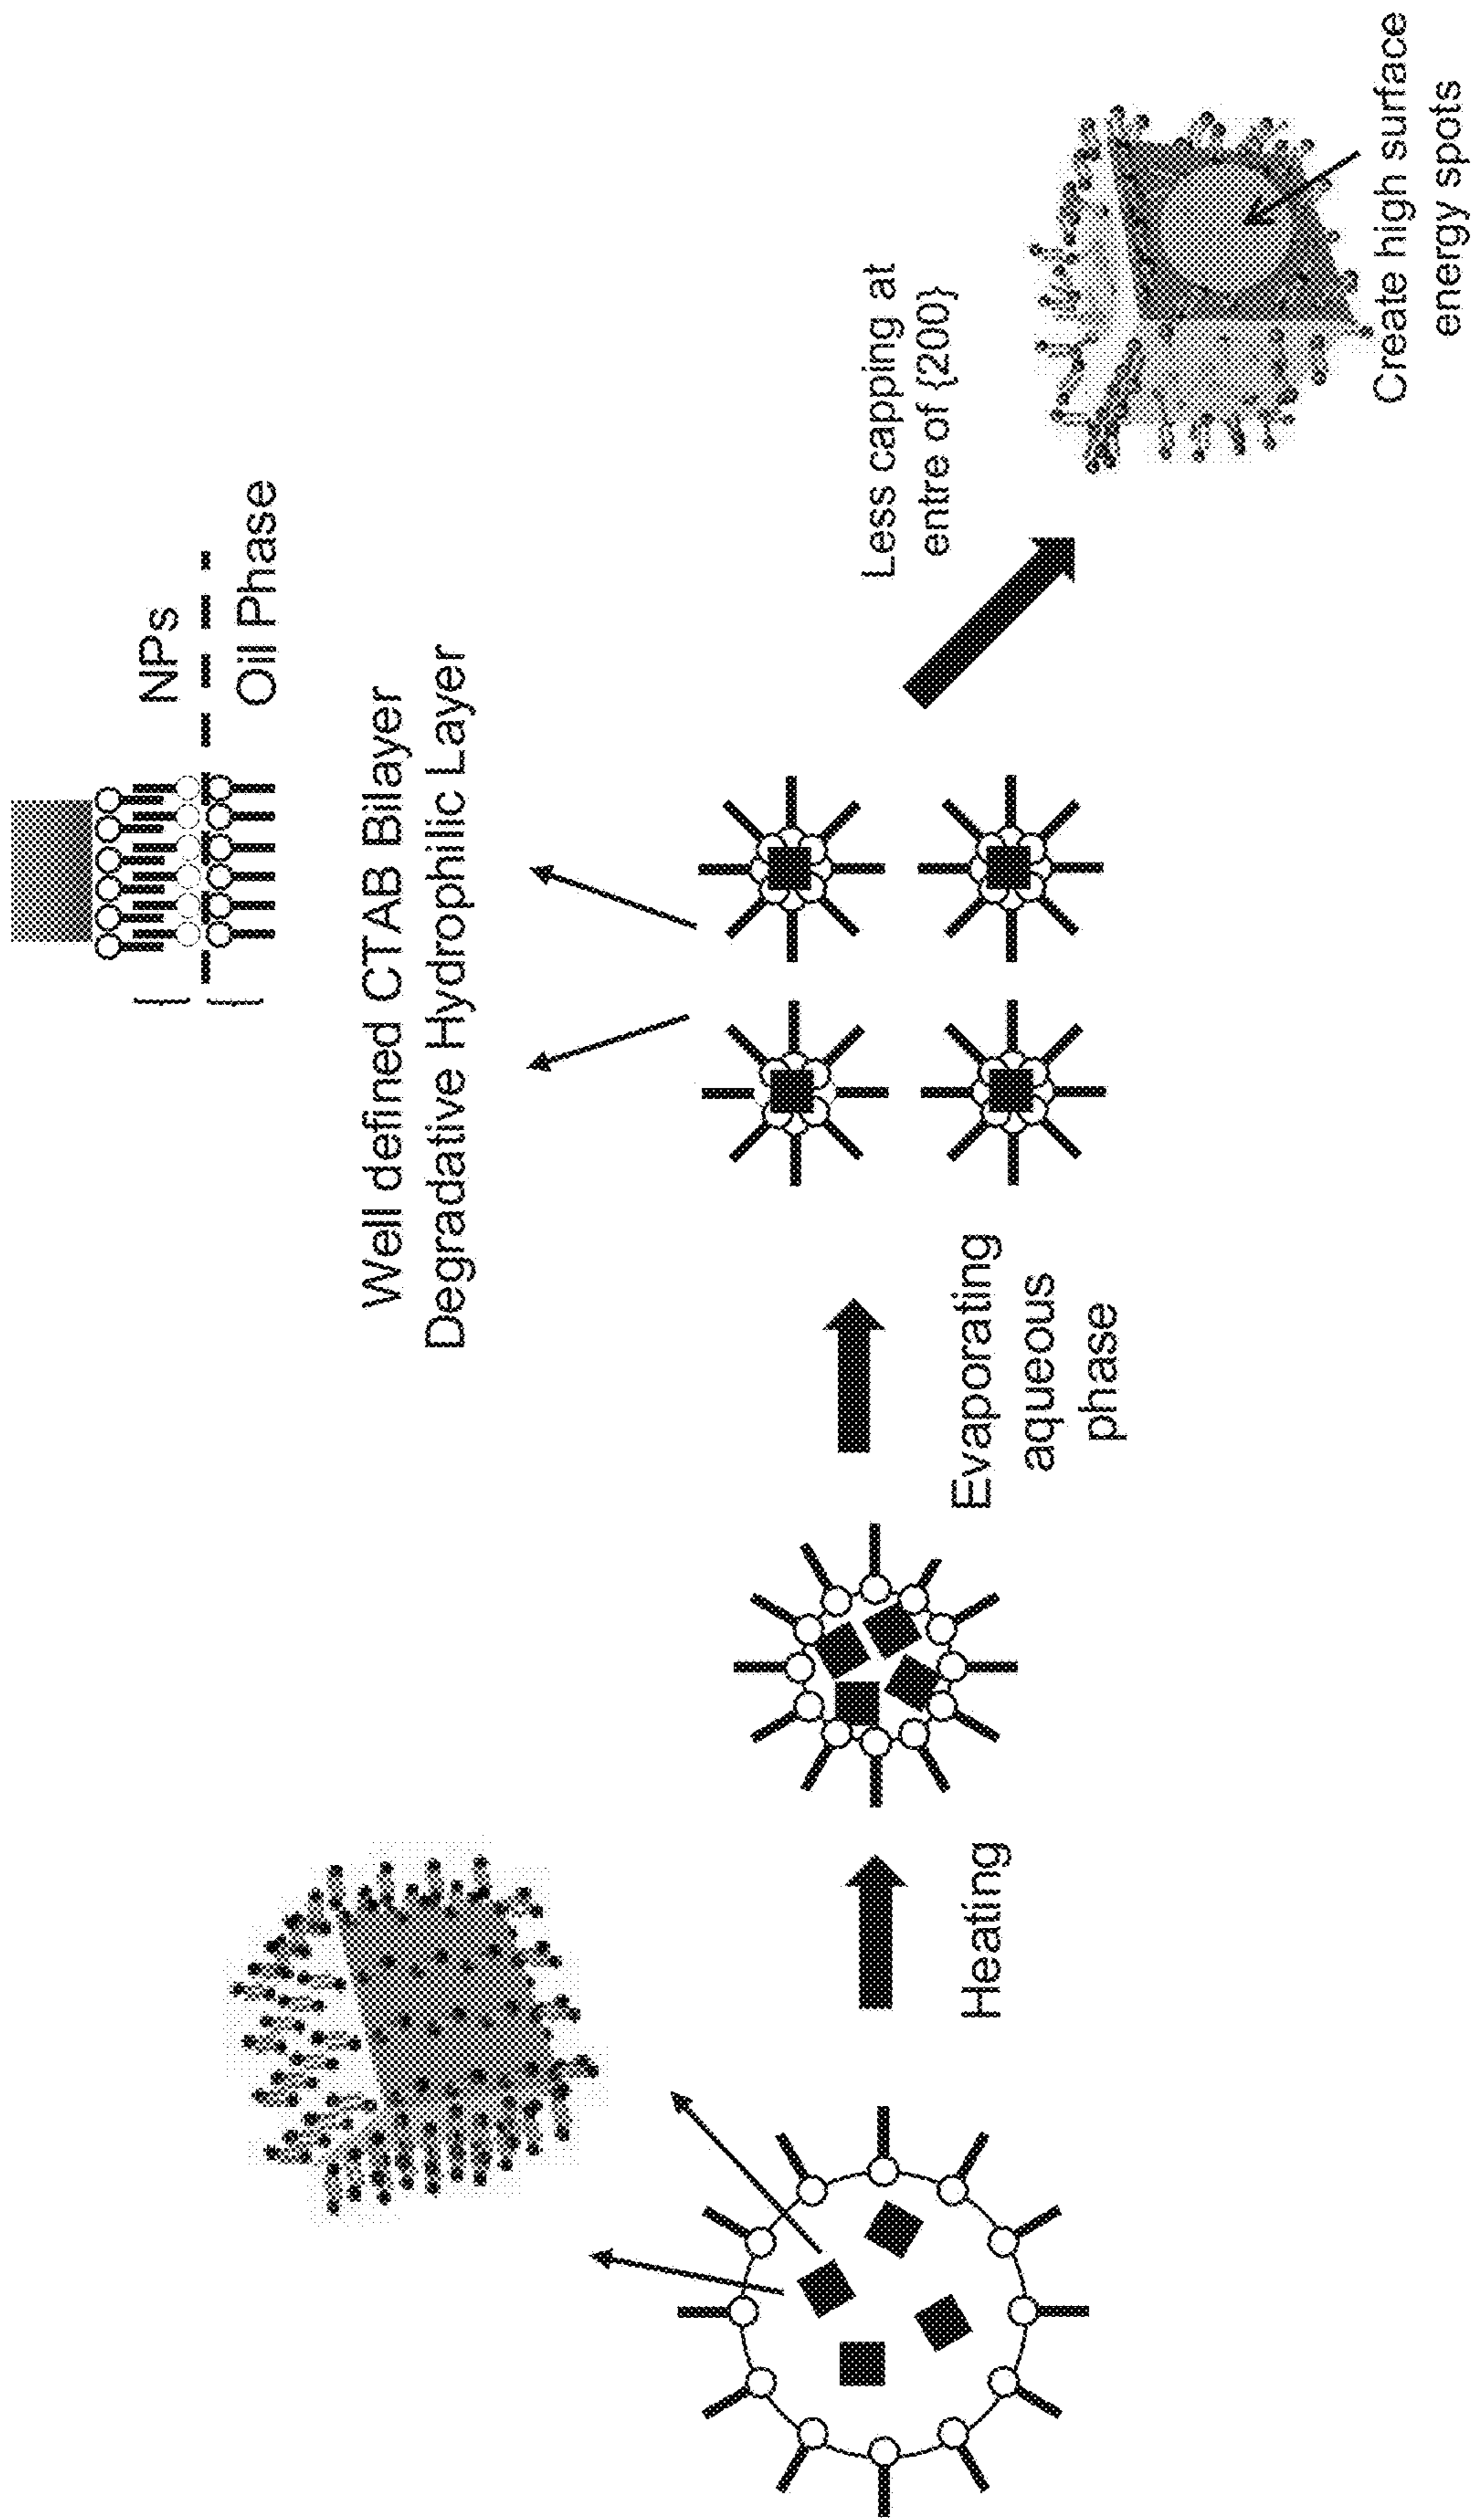 NPs
Oil Phase
Well defined CTAB Bilayer
Degradative Hydrophilic Layer
Heating
Evaporating
aqueous
phase
Less capping at
entire of {200}
Create high surface
energy spots